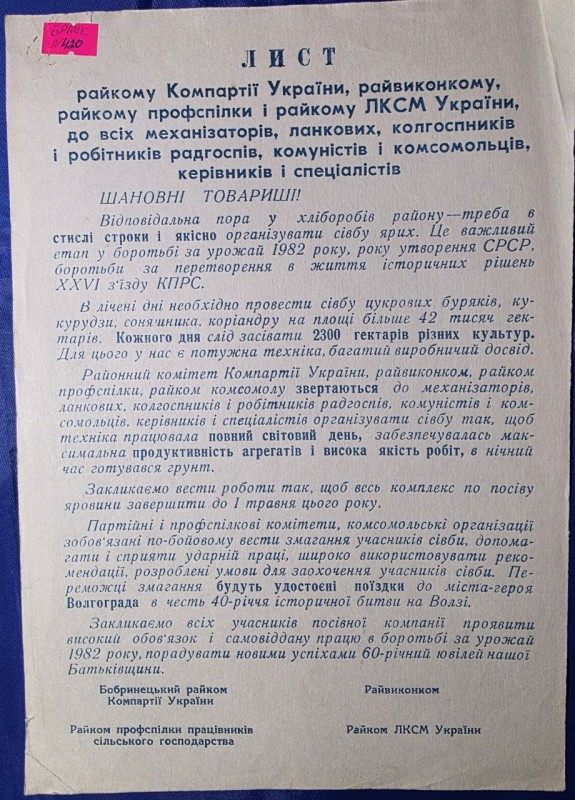 БРМК
420
ЛИСТ
райкому Компартії України, райвиконкому,
райкому профспілки і райкому ЛКСМ України,
до всіх механізаторів, ланкових, колгоспників
і робітників радгоспів, комуністів і комсомольців,
керівників і спеціалістів
ШАНОВНІ ТОВАРИШІ!
Відповідальна пора у хліборобів району—треба в
стислі строки і якісно організувати сівбу ярих. Це важливий
етап у боротьбі за урожай 1982 року, року утворення СРСР,
боротьби за перетворення в життя історичних рішень
XXVI з'їзду КПРС.
В лічені дні необхідно провести сівбу цукрових буряків, ку-
курудзи, соняшника, коріандру на площі більше 42 тисяч гек-
тарів. Кожного дня слід засівати 2300 гектарів різних культур.
Для цього у нас є потужна техніка, багатий виробничий досвід.
Районний комітет Компартії України, райвиконком, райком
профспілки, райком комсомолу звертаються до механізаторів,
ланкових, колгоспників і робітників радгоспів, комуністів і ком-
сомольців, керівників і спеціалістів організувати сівбу так, щоб
техніка працювала повний світовий день, забезпечувалась мак-
симальна продуктивність агрегатів і висока якість робіт, в нічний
час готувався грунт.
Закликаємо вести роботи так, щоб весь комплекс по посіву
яровини завершити до 1 травня цього року.
Партійні і профспілкові комітети, комсомольські організації
зобов'язані по-бойовому вести змагання учасників сівби, допома-
гати і сприяти ударній праці, широко використовувати реко-
мендації, розроблені умови для заохочення учасників сівби. Пе-
реможці змагання будуть удостоєні поїздки до міста-героя
Волгограда в честь 40-річчя історичної битви на Волзі.
Закликаємо всіх учасників посівної компанії проявити
високий обов'язок і самовіддану працю в боротьбі за урожай
1982 року, порадувати новими успіхами 60-річний ювілей нашої
Батьківщини.
Бобринецький райком
Компартії України
Райвиконком
Райком профспілки працівників
сільського господарства
Райком ЛКСМ України